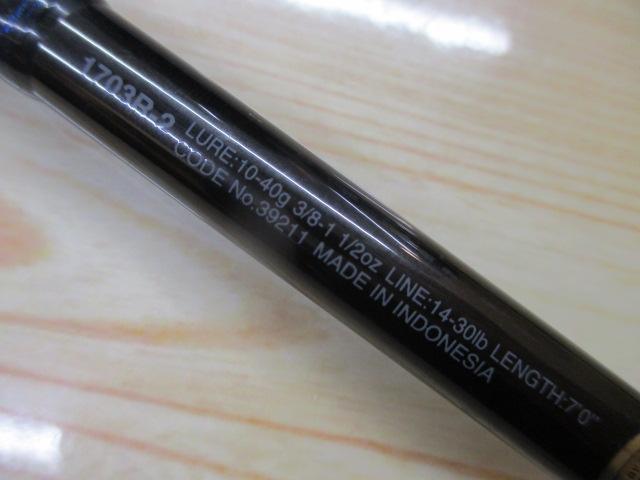 1703R-2 LURE:10-40g 3/8-1 1/2oz LINE:14-30lb LENGTH:7'0"
CODE No.39211 MADE IN INDONESIA